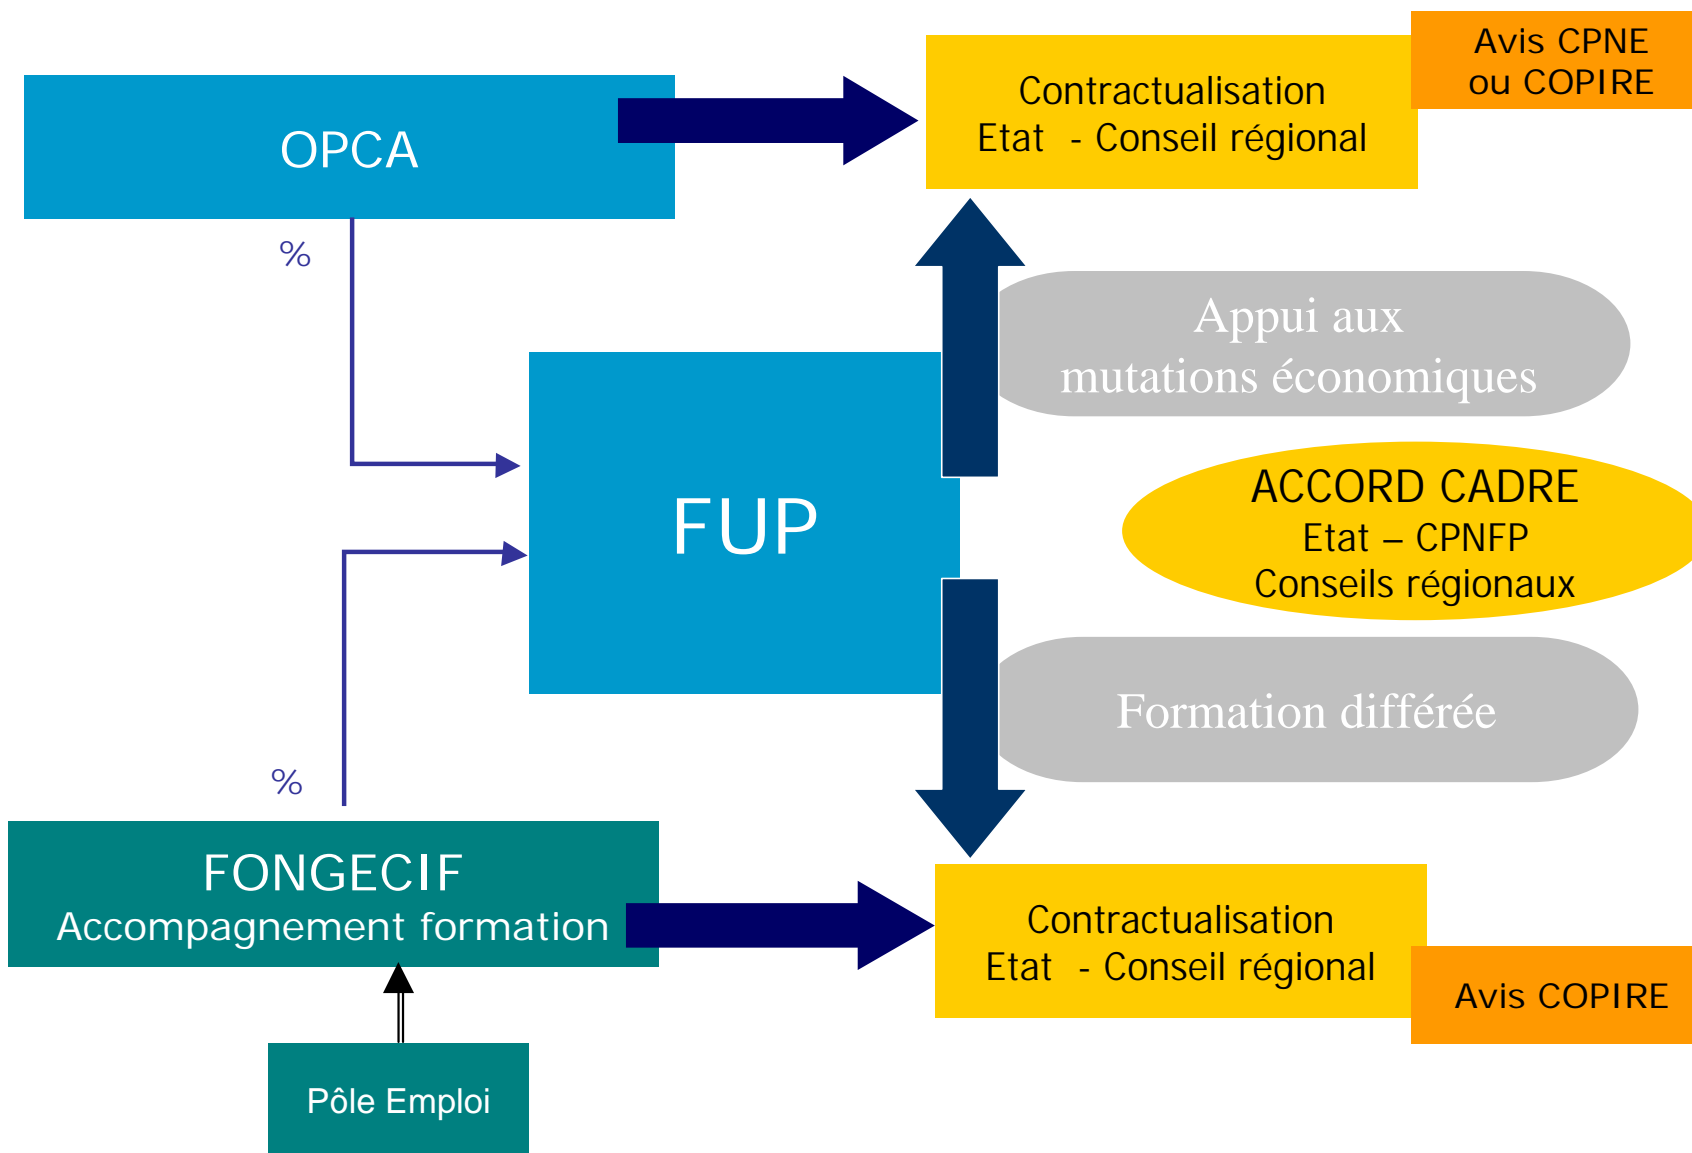 Avis CPNE
ou COPIRE
Contractualisation
Etat - Conseil régional
OPCA
%
Appui aux
mutations économiques
FUP
ACCORD CADRE
Etat – CPNFP
Conseils régionaux
Formation différée
%
FONGECIF
Accompagnement formation
Contractualisation
Etat - Conseil régional
Avis COPIRE
Pôle Emploi